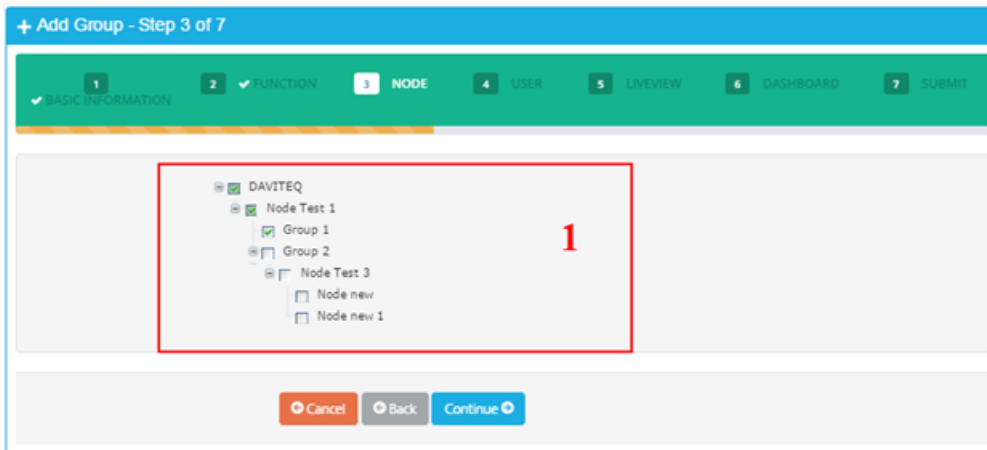 Add Group - Step 3 of 7
1 2 FUNCTION 3 NODE 4 USER 5 LIVEVIEW 6 DASHBOARD 7 SUBMIT
BASIC INFORMATION
DAVITEQ
Node Test 1
Group 1
1
Group 2
Node Test 3
Node new
Node new 1
Cancel Back Continue